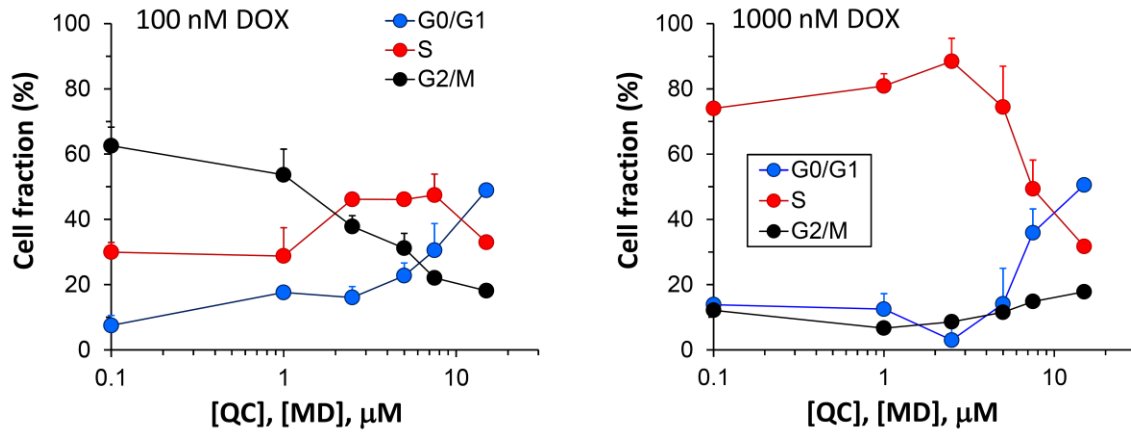 100 nM DOX
G0/G1
S
G2/M
Cell fraction (%)
100
80
60
40
20
0
0.1
1
10
[QC], [MD], μM
1000 nM DOX
G0/G1
S
G2/M
Cell fraction (%)
100
80
60
40
20
0
0.1
1
10
[QC], [MD], μM